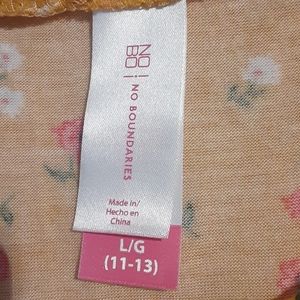 NO
BO
NO BOUNDARIES
Made in/
Hecho en
China
L/G
(11-13)